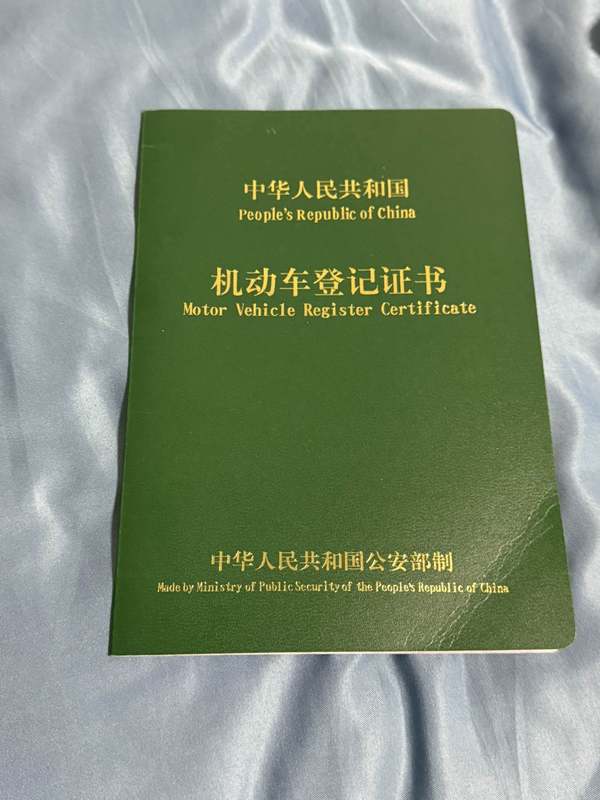 中华人民共和国
People's Republic of China
机动车登记证书
Motor Vehicle Register Certificate
中华人民共和国公安部制
Made by Ministry of Public Security of the People's Republic of China